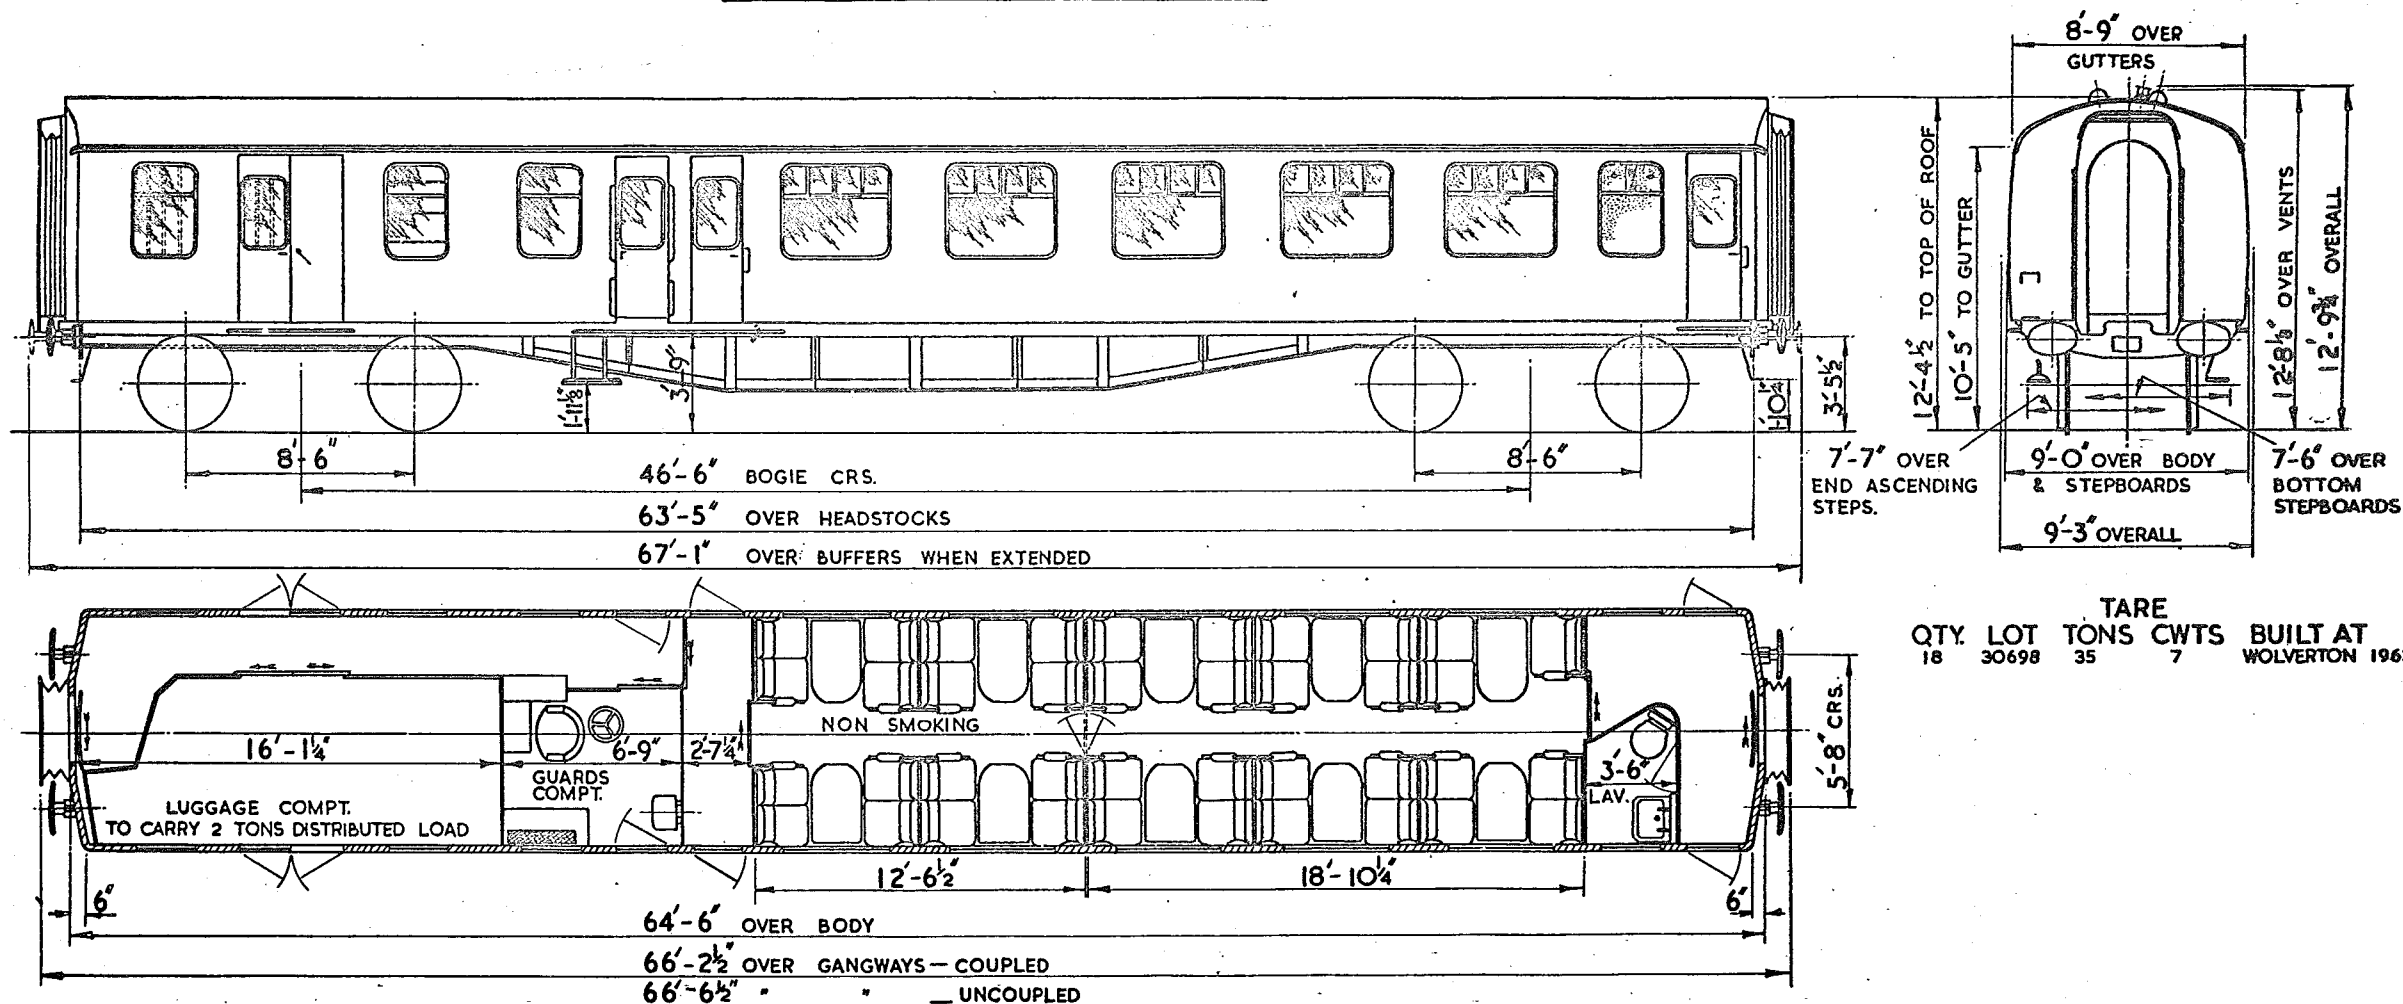 8'-9" OVER
GUTTERS
12'-4½" TO TOP OF ROOF
10'-5" TO GUTTER
12'-8⅛" OVER VENTS
12'-9¾" OVERALL
1'-11⅛"
3'-9"
1'-10¼"
3'-5½"
8'-6"
8'-6"
46'-6" BOGIE CRS.
63'-5" OVER HEADSTOCKS
67'-1" OVER BUFFERS WHEN EXTENDED
7'-7" OVER
END ASCENDING
STEPS.
9'-0" OVER BODY
& STEPBOARDS
7'-6" OVER
BOTTOM
STEPBOARDS
9'-3" OVERALL
TARE
QTY. LOT TONS CWTS BUILT AT
18 30698 35 7 WOLVERTON
NON SMOKING
16'-1¼"
6'-9"
2'-7¼"
GUARDS
COMPT.
LUGGAGE COMPT.
TO CARRY 2 TONS DISTRIBUTED LOAD
3'-6"
LAV.
5'-8" CRS.
12'-6½"
18'-10¼"
6"
6"
64'-6" OVER BODY
66'-2½" OVER GANGWAYS — COUPLED
66'-6½" " " — UNCOUPLED